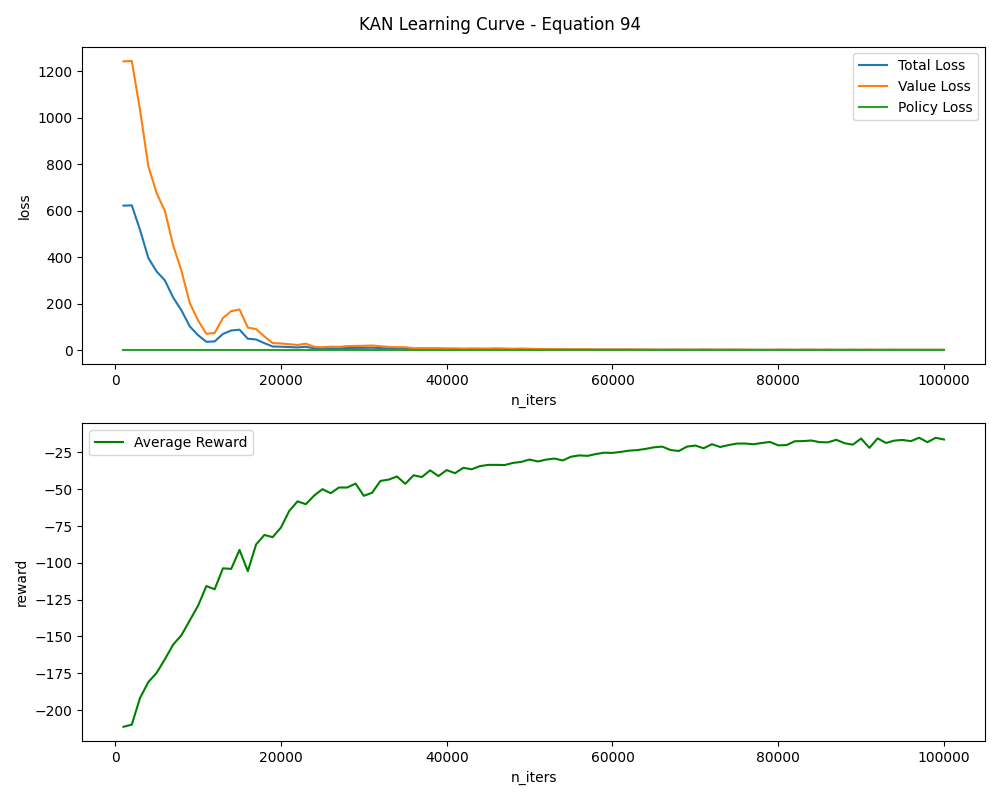 KAN Learning Curve - Equation 94
1200
1000
800
600
400
200
0
loss
Total Loss
Value Loss
Policy Loss
0 20000 40000 60000 80000 100000
n_iters
Average Reward
−25
−50
−75
−100
−125
−150
−175
−200
reward
0 20000 40000 60000 80000 100000
n_iters